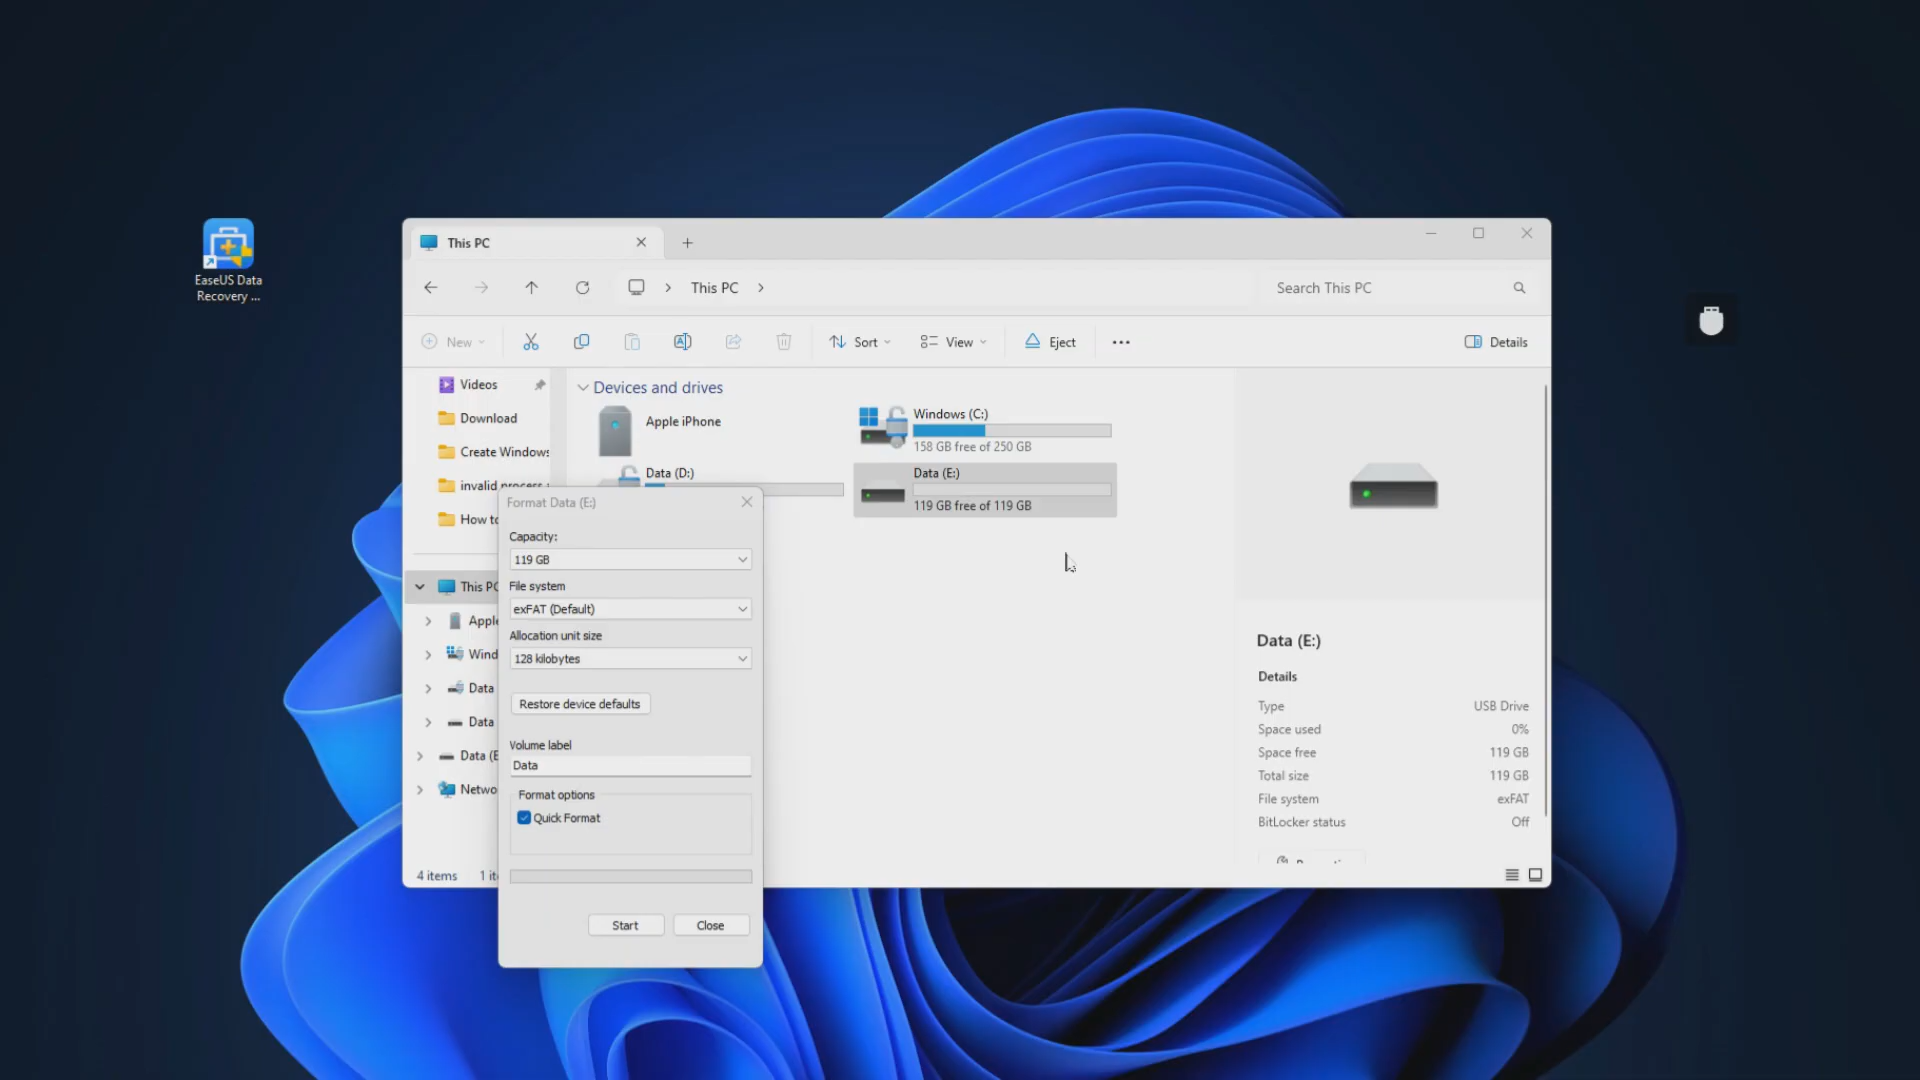 EaseUS Data
Recovery ...
This PC
This PC
Search This PC
New
Sort
View
Eject
Details
Videos
Download
Create Windows
invalid process
How to
This PC
Apple
Wind
Data
Data
Data (E
Netwo
4 items
Devices and drives
Apple iPhone
Windows (C:)
158 GB free of 250 GB
Data (D:)
Data (E:)
119 GB free of 119 GB
Format Data (E:)
Capacity:
119 GB
File system
exFAT (Default)
Allocation unit size
128 kilobytes
Restore device defaults
Volume label
Data
Format options
Quick Format
Start
Close
Data (E:)
Details
Type USB Drive
Space used 0%
Space free 119 GB
Total size 119 GB
File system exFAT
BitLocker status Off